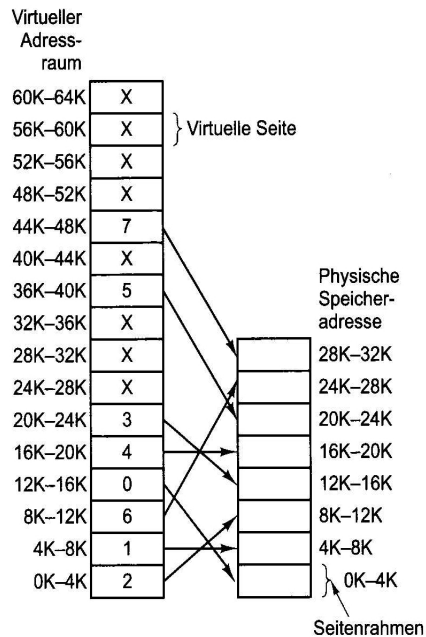 Virtueller
Adress-
raum
60K–64K X
56K–60K X Virtuelle Seite
52K–56K X
48K–52K X
44K–48K 7
40K–44K X
36K–40K 5
32K–36K X
28K–32K X
24K–28K X
20K–24K 3
16K–20K 4
12K–16K 0
8K–12K 6
4K–8K 1
0K–4K 2
Physische
Speicher-
adresse
28K–32K
24K–28K
20K–24K
16K–20K
12K–16K
8K–12K
4K–8K
0K–4K
Seitenrahmen